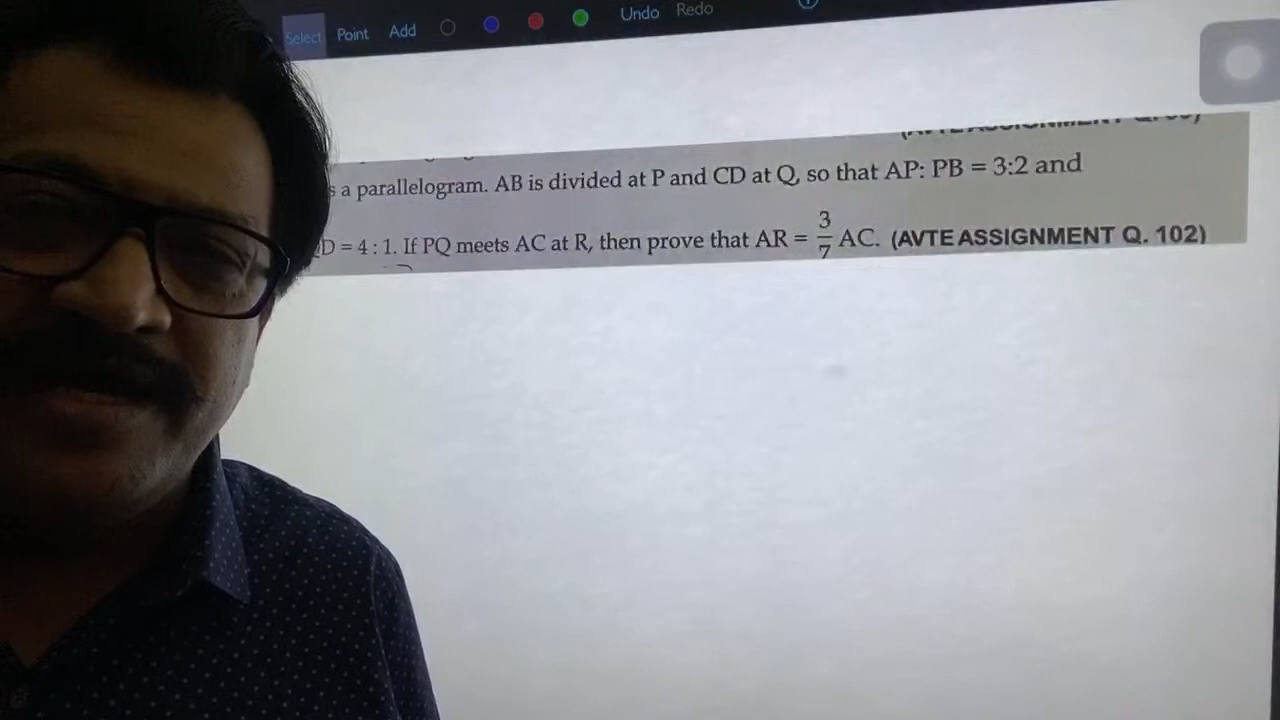 Select Point Add Undo Redo
s a parallelogram. AB is divided at P and CD at Q, so that AP: PB = 3:2 and
D = 4 : 1. If PQ meets AC at R, then prove that AR = 3/7 AC. (AVTE ASSIGNMENT Q. 102)